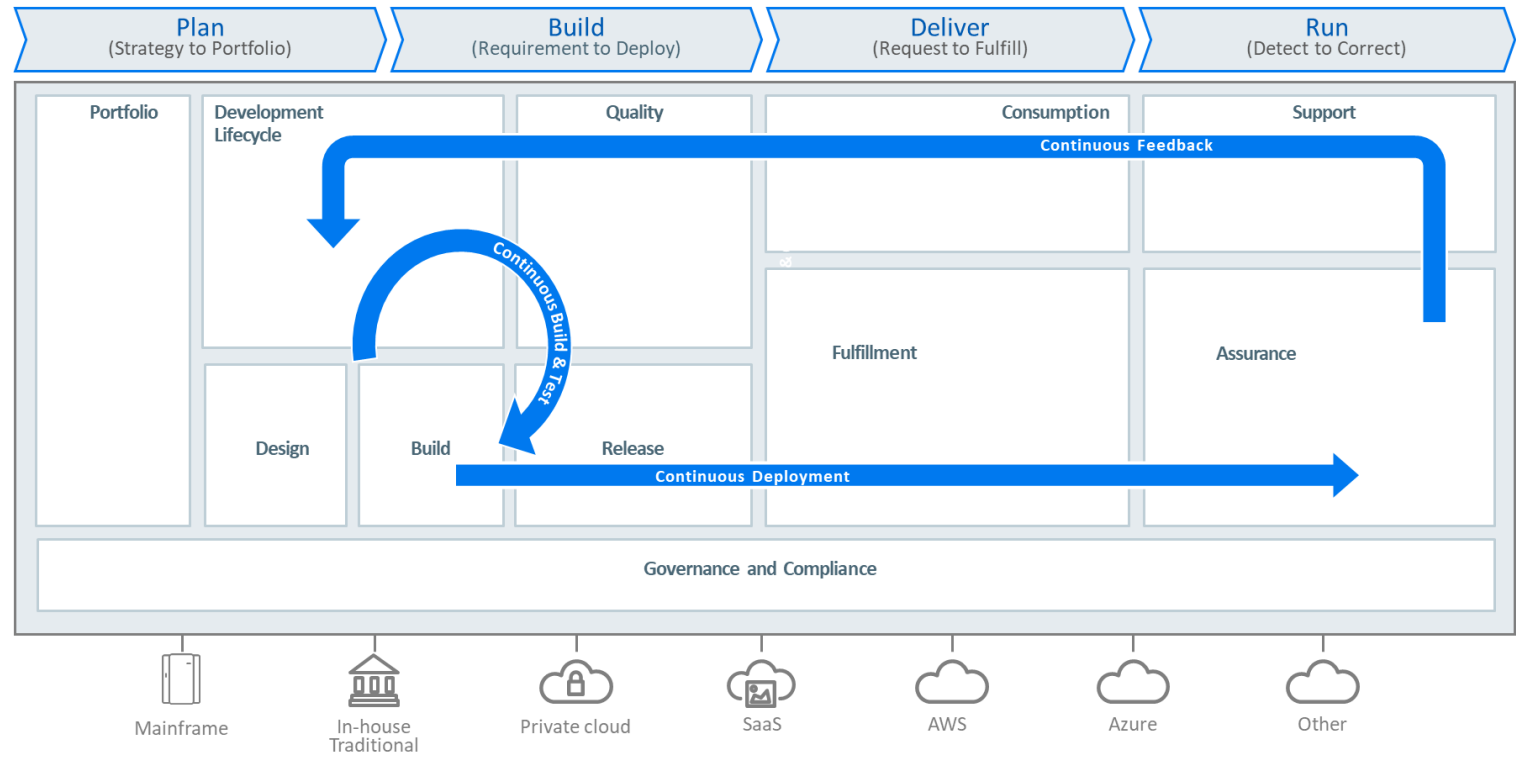 Plan
(Strategy to Portfolio)
Build
(Requirement to Deploy)
Deliver
(Request to Fulfill)
Run
(Detect to Correct)
Portfolio
Development
Lifecycle
Quality
Consumption
Support
Continuous Feedback
Continuous Build & Test
Fulfillment
Assurance
Design
Build
Release
Continuous Deployment
Governance and Compliance
Mainframe
In-house
Traditional
Private cloud
SaaS
AWS
Azure
Other